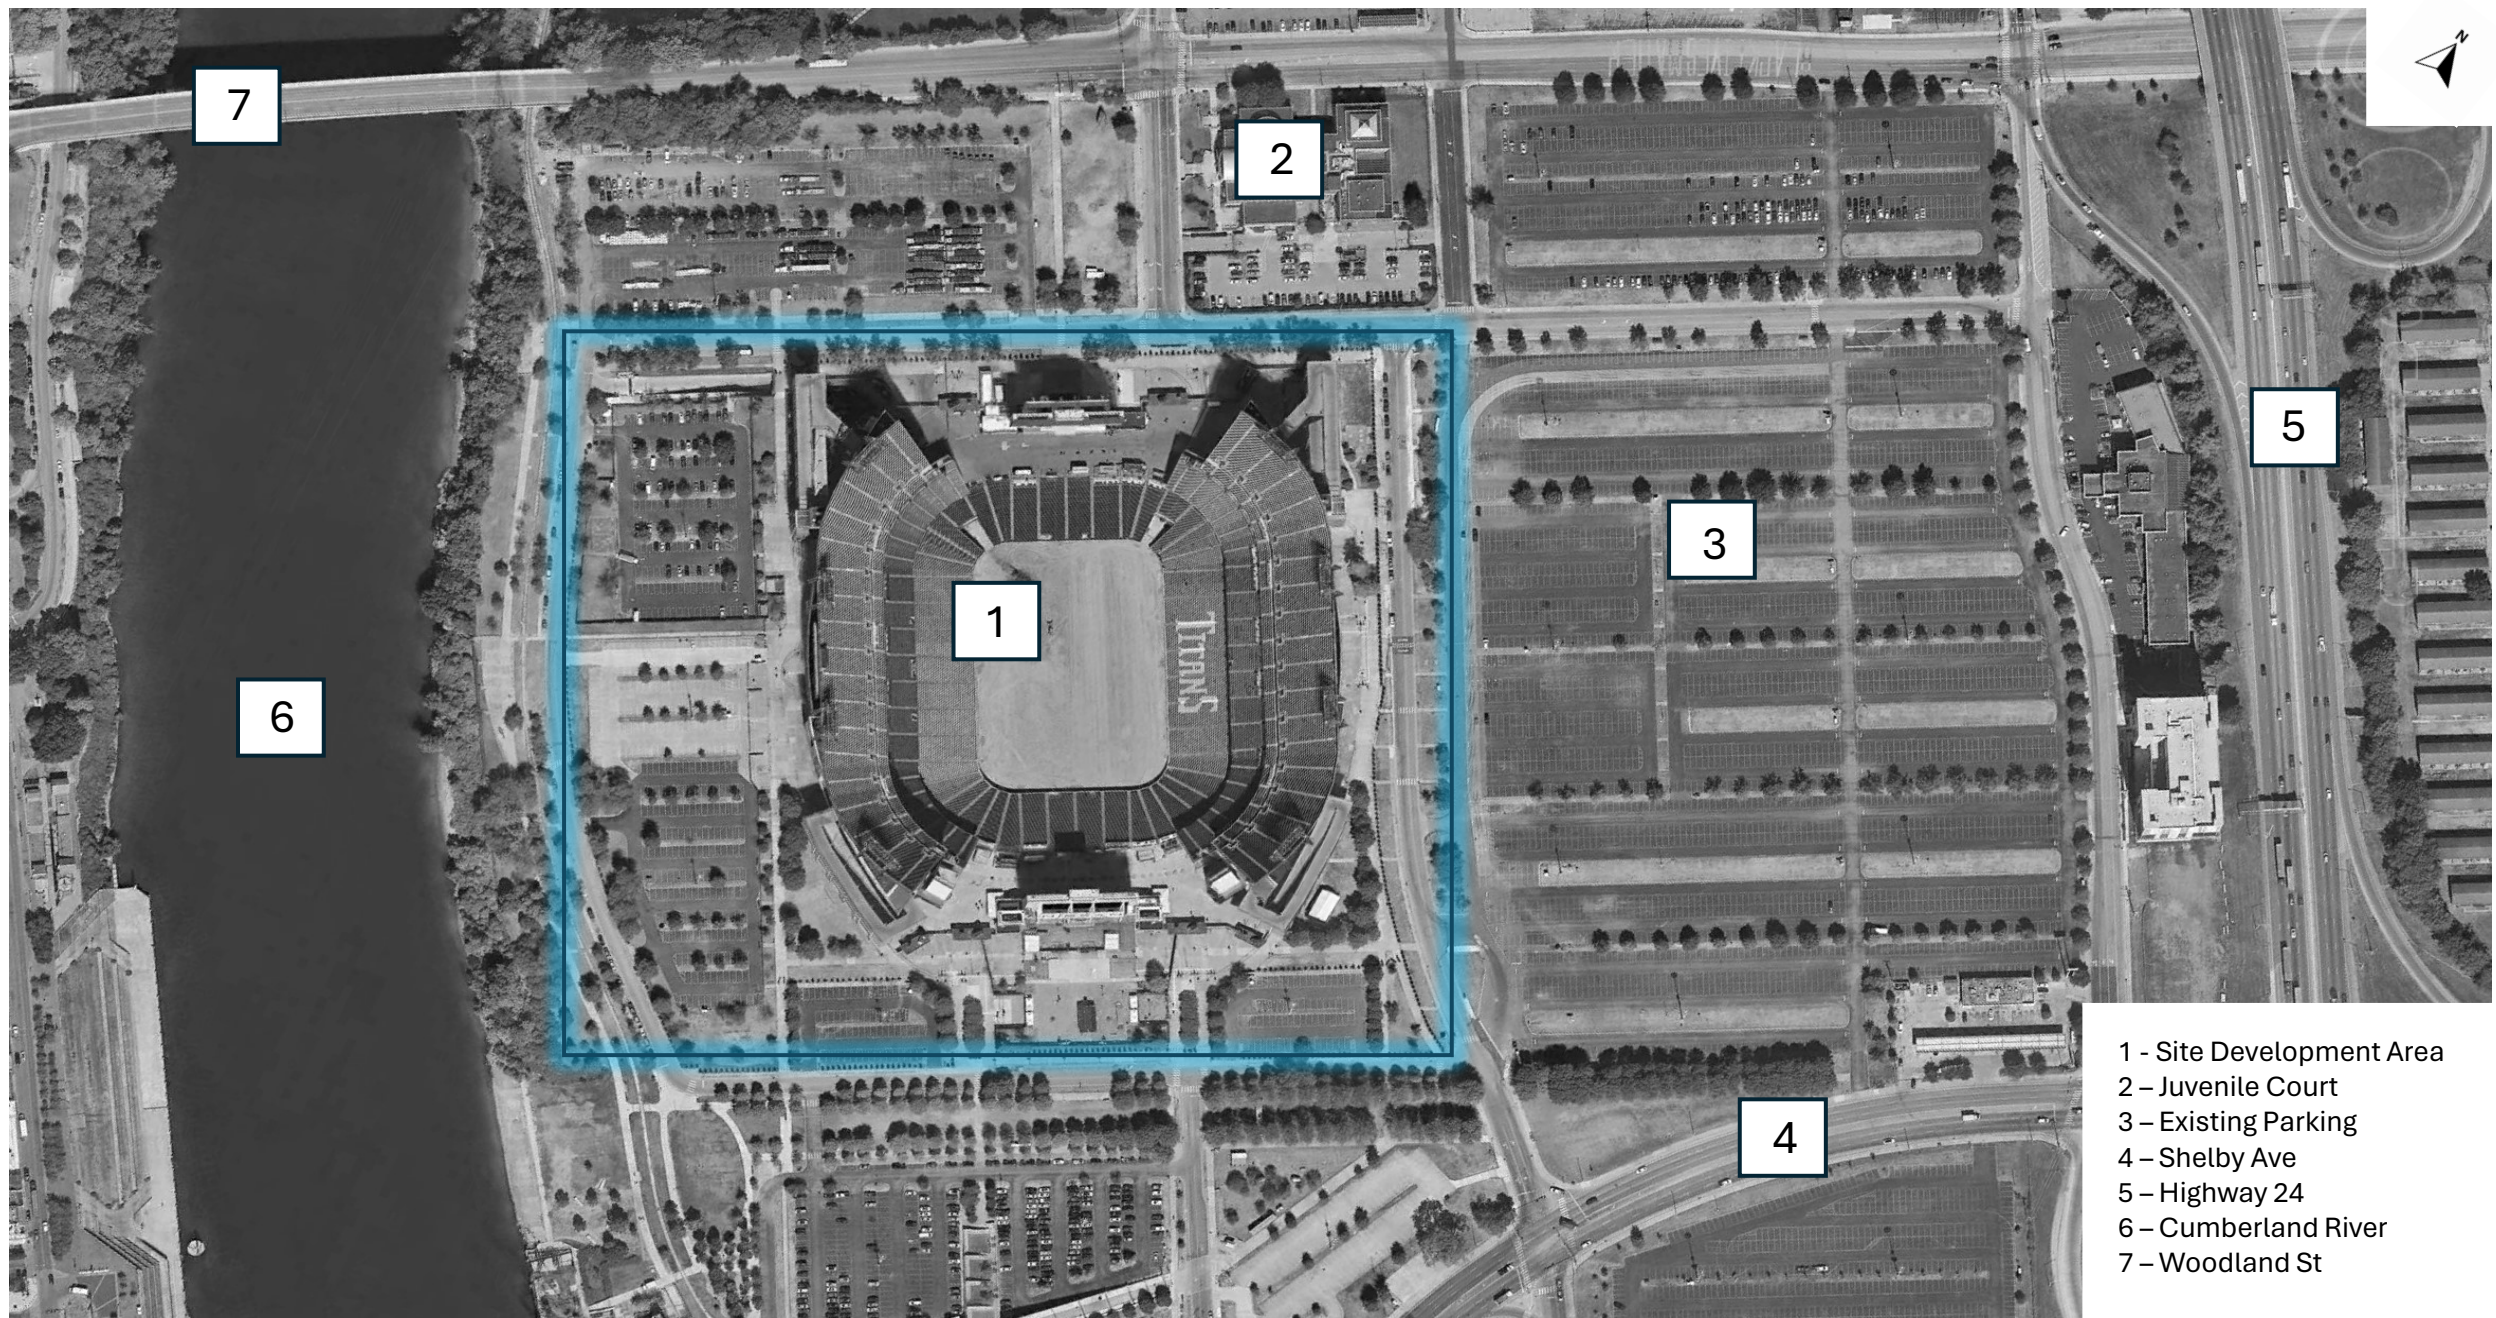 N
7
2
5
3
1
TITANS
6
4
1 - Site Development Area
2 – Juvenile Court
3 – Existing Parking
4 – Shelby Ave
5 – Highway 24
6 – Cumberland River
7 – Woodland St